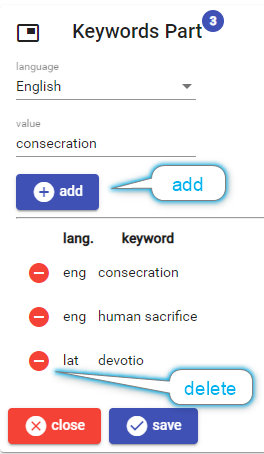 Keywords Part 3
language
English
value
consecration
add
add
lang. keyword
eng consecration
eng human sacrifice
lat devotio
delete
close save